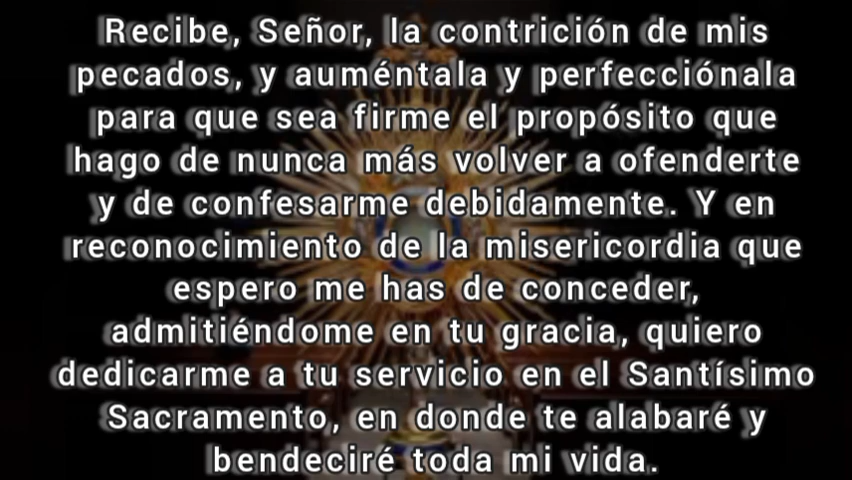 Recibe, Señor, la contrición de mis
pecados, y auméntala y perfecciónala
para que sea firme el propósito que
hago de nunca más volver a ofenderte
y de confesarme debidamente. Y en
reconocimiento de la misericordia que
espero me has de conceder,
admitiéndome en tu gracia, quiero
dedicarme a tu servicio en el Santísimo
Sacramento, en donde te alabaré y
bendeciré toda mi vida.